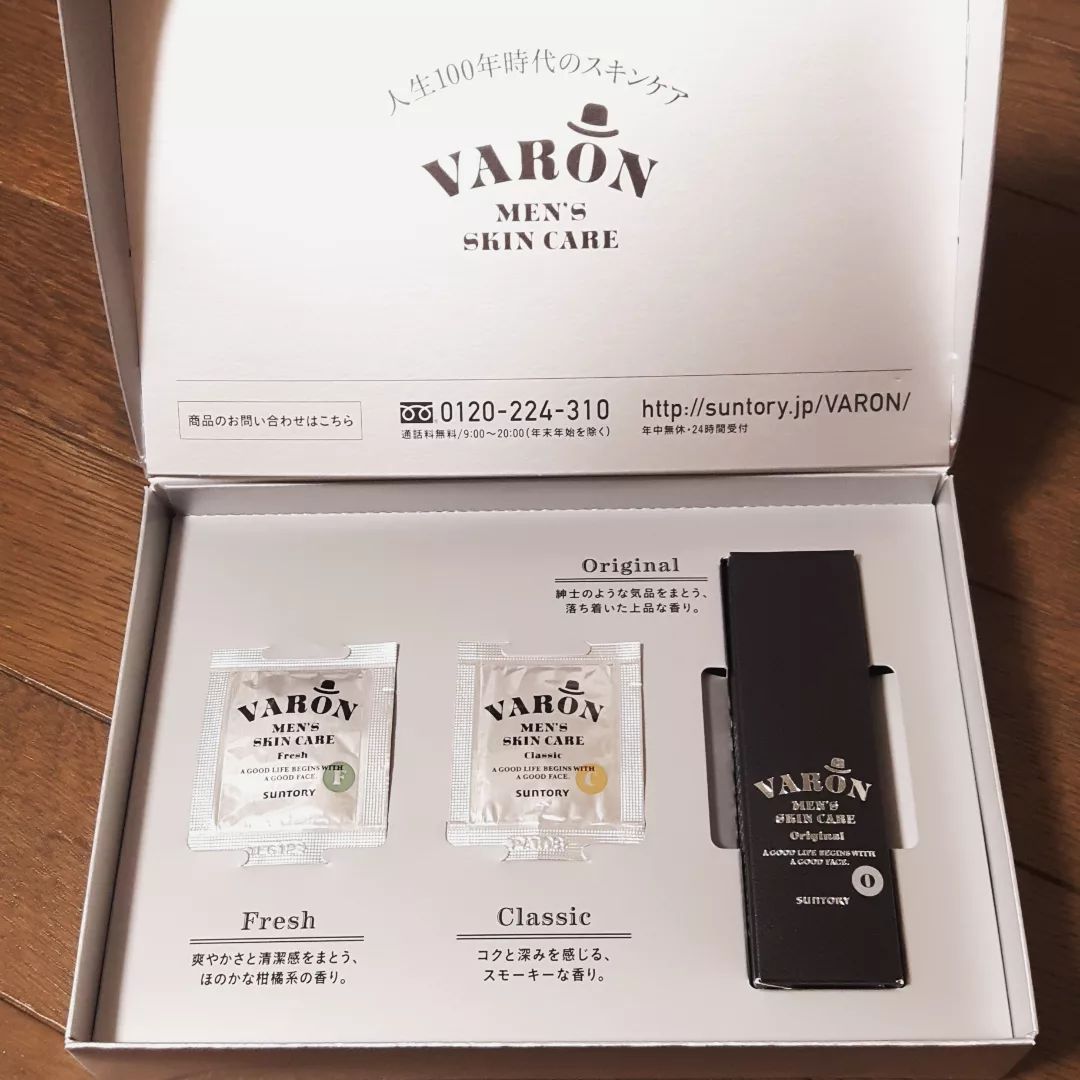 人生100年時代のスキンケア
VARON
MEN'S
SKIN CARE
商品のお問い合わせはこちら
0120-224-310
通話料無料/9:00〜20:00(年末年始を除く)
http://suntory.jp/VARON/
年中無休・24時間受付
Original
紳士のような気品をまとう、
落ち着いた上品な香り。
VARON
MEN'S
SKIN CARE
Fresh
A GOOD LIFE BEGINS WITH
A GOOD FACE.
F
SUNTORY
VARON
MEN'S
SKIN CARE
Classic
A GOOD LIFE BEGINS WITH
A GOOD FACE.
C
SUNTORY
VARON
MEN'S
SKIN CARE
Original
A GOOD LIFE BEGINS WITH
A GOOD FACE.
O
SUNTORY
Fresh
爽やかさと清潔感をまとう、
ほのかな柑橘系の香り。
Classic
コクと深みを感じる、
スモーキーな香り。